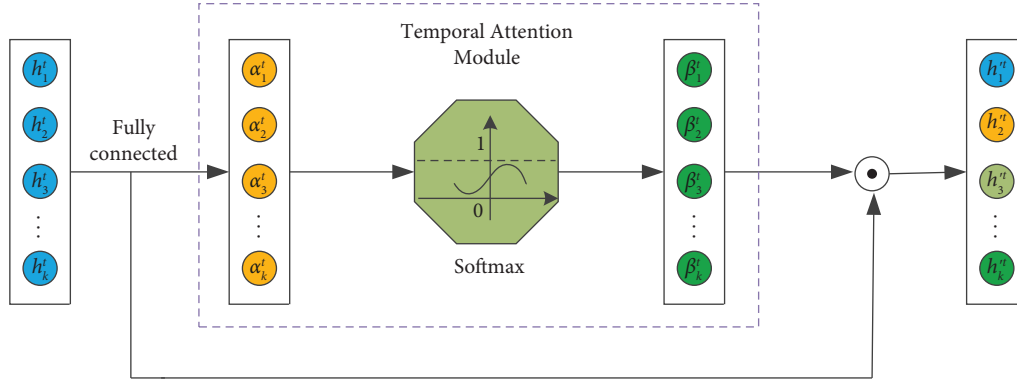 Temporal Attention
Module
Fully
connected
h₁ᵗ
h₂ᵗ
h₃ᵗ
⋮
hₖᵗ
α₁ᵗ
α₂ᵗ
α₃ᵗ
⋮
αₖᵗ
1
0
Softmax
β₁ᵗ
β₂ᵗ
β₃ᵗ
⋮
βₖᵗ
h₁′ᵗ
h₂′ᵗ
h₃′ᵗ
⋮
hₖ′ᵗ